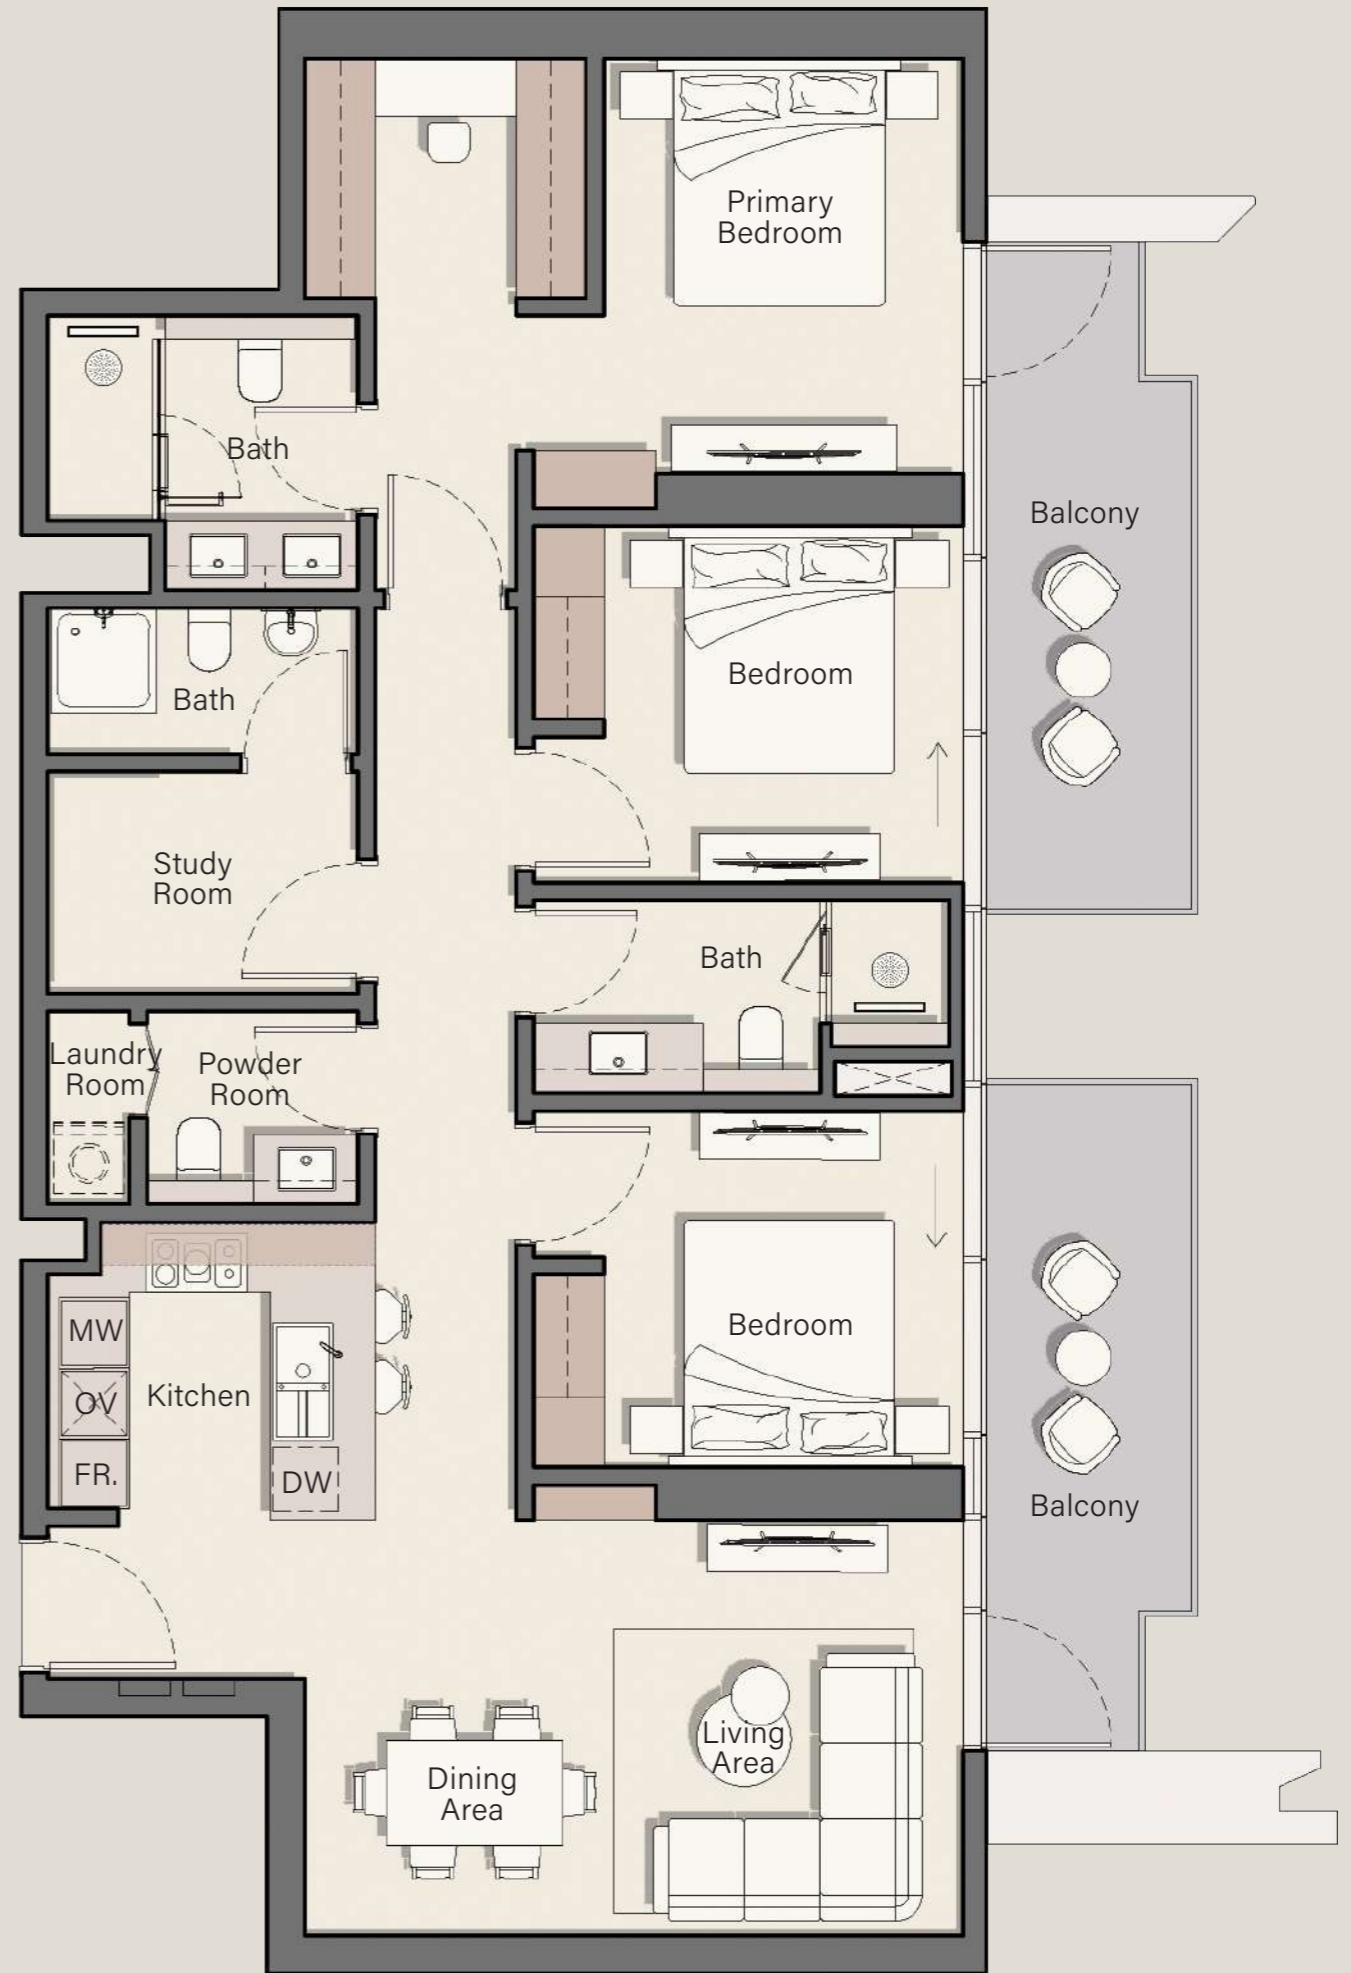 Primary
Bedroom
Bath
Balcony
Bedroom
Bath
Study
Room
Bath
Laundry
Room
Powder
Room
Bedroom
MW
OV
Kitchen
FR.
DW
Balcony
Living
Area
Dining
Area